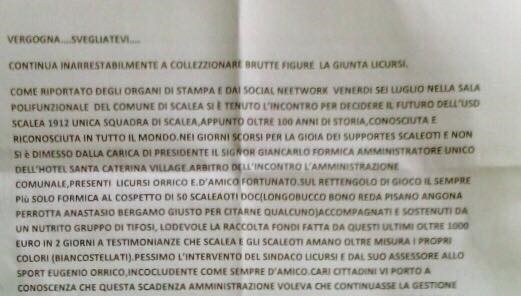 VERGOGNA....SVEGLIATEVI....
CONTINUA INARRESTABILMENTE A COLLEZZIONARE BRUTTE FIGURE LA GIUNTA LICURSI.
COME RIPORTATO DEGLI ORGANI DI STAMPA E DAI SOCIAL NEETWORK VENERDI SEI LUGLIO NELLA SALA
POLIFUNZIONALE DEL COMUNE DI SCALEA SI È TENUTO L'INCONTRO PER DECIDERE IL FUTURO DELL'USD
SCALEA 1912 UNICA SQUADRA DI SCALEA,APPUNTO OLTRE 100 ANNI DI STORIA,CONOSCIUTA E
RICONOSCIUTA IN TUTTO IL MONDO.NEI GIORNI SCORSI PER LA GIOIA DEI SUPPORTES SCALEOTI E NON
SI è DIMESSO DALLA CARICA DI PRESIDENTE IL SIGNOR GIANCARLO FORMICA AMMINISTRATORE UNICO
DELL'HOTEL SANTA CATERINA VILLAGE.ARBITRO DELL'INCONTRO L'AMMINISTRAZIONE
COMUNALE,PRESENTI LICURSI ORRICO E.D'AMICO FORTUNATO.SUL RETTENGOLO DI GIOCO IL SEMPRE
PIù SOLO FORMICA AL COSPETTO DI 50 SCALEAOTI DOC(LONGOBUCCO BONO REDA PISANO ANGONA
PERROTTA ANASTASIO BERGAMO GIUSTO PER CITARNE QUALCUNO)ACCOMPAGNATI E SOSTENUTI DA
UN NUTRITO GRUPPO DI TIFOSI, LODEVOLE LA RACCOLTA FONDI FATTA DA QUESTI ULTIMI OLTRE 1000
EURO IN 2 GIORNI A TESTIMONIANZE CHE SCALEA E GLI SCALEOTI AMANO OLTRE MISURA I PROPRI
COLORI (BIANCOSTELLATI).PESSIMO L'INTERVENTO DEL SINDACO LICURSI E DAL SUO ASSESSORE ALLO
SPORT EUGENIO ORRICO,INCOCLUDENTE COME SEMPRE D'AMICO.CARI CITTADINI VI PORTO A
CONOSCENZA CHE QUESTA SCADENZA AMMINISTRAZIONE VOLEVA CHE CONTINUASSE LA GESTIONE